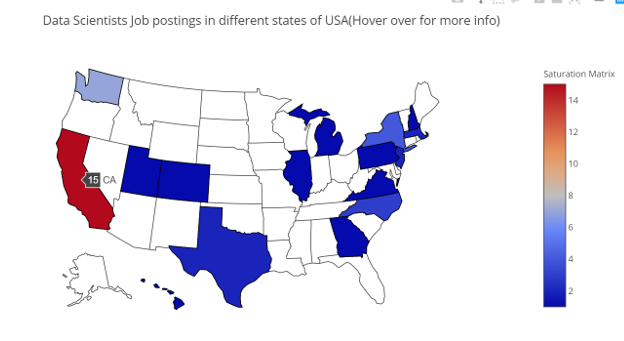 Data Scientists Job postings in different states of USA(Hover over for more info)
Saturation Matrix
14
12
10
8
6
4
2
15 CA